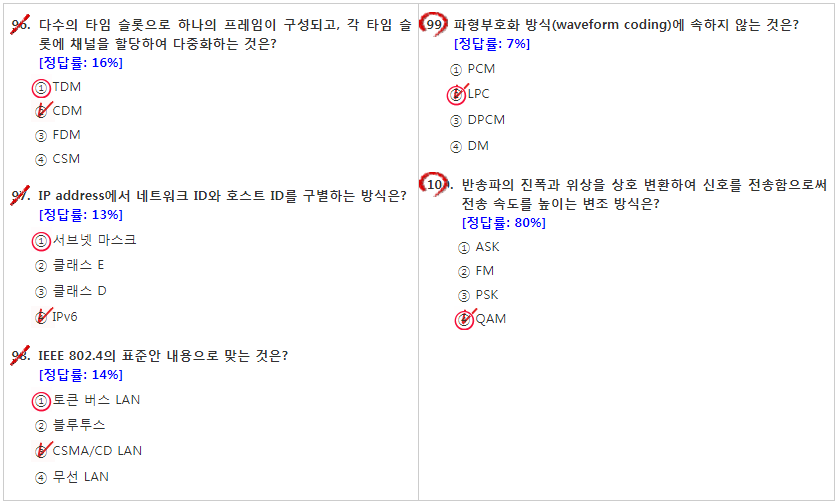 96. 다수의 타임 슬롯으로 하나의 프레임이 구성되고, 각 타임 슬
롯에 채널을 할당하여 다중화하는 것은?
[정답률: 16%]
① TDM
② CDM
③ FDM
④ CSM
97. IP address에서 네트워크 ID와 호스트 ID를 구별하는 방식은?
[정답률: 13%]
① 서브넷 마스크
② 클래스 E
③ 클래스 D
④ IPv6
98. IEEE 802.4의 표준안 내용으로 맞는 것은?
[정답률: 14%]
① 토큰 버스 LAN
② 블루투스
③ CSMA/CD LAN
④ 무선 LAN
99. 파형부호화 방식(waveform coding)에 속하지 않는 것은?
[정답률: 7%]
① PCM
② LPC
③ DPCM
④ DM
100. 반송파의 진폭과 위상을 상호 변환하여 신호를 전송함으로써
전송 속도를 높이는 변조 방식은?
[정답률: 80%]
① ASK
② FM
③ PSK
④ QAM